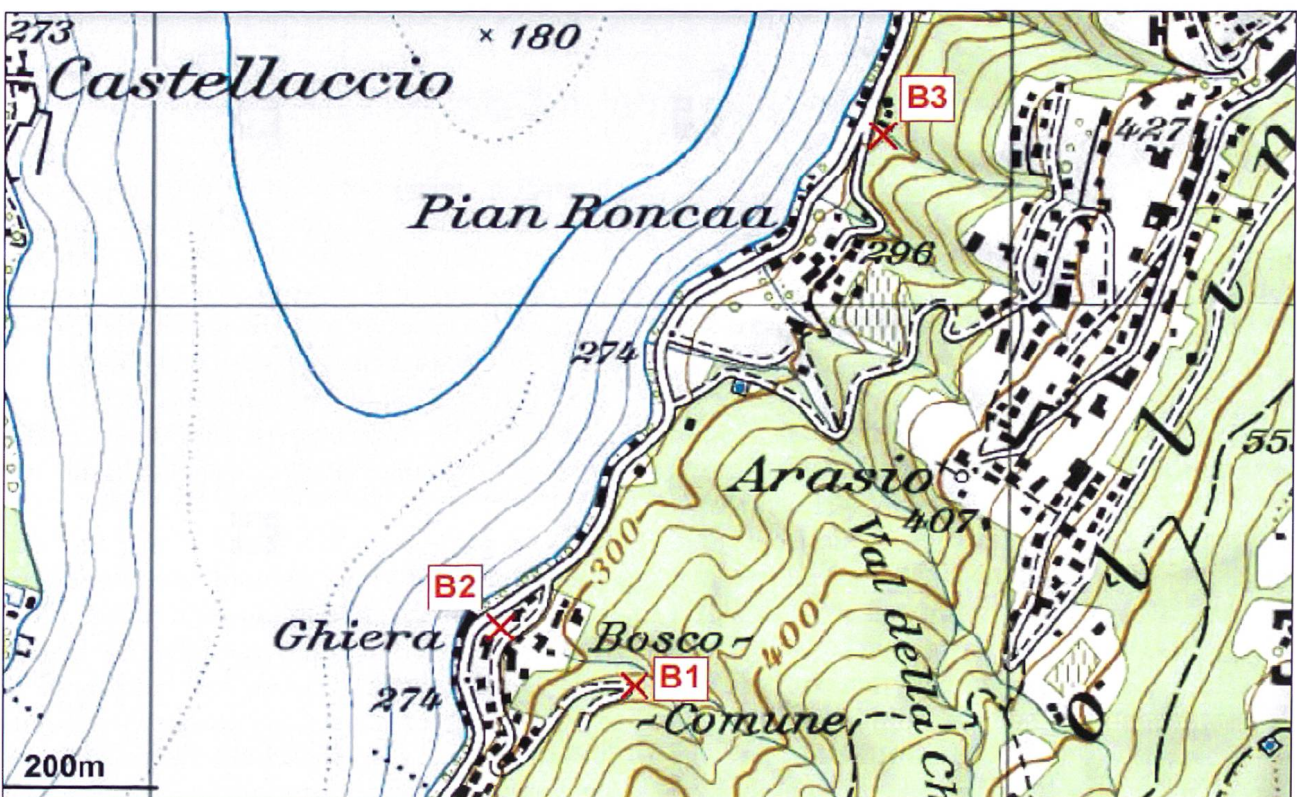 273
Castellaccio
180
B3
427
Pian Roncaa
296
274
Arasio
407
300
B2
Ghiera
Bosco-
400
B1
274
-Comune
Val della Ch
200m